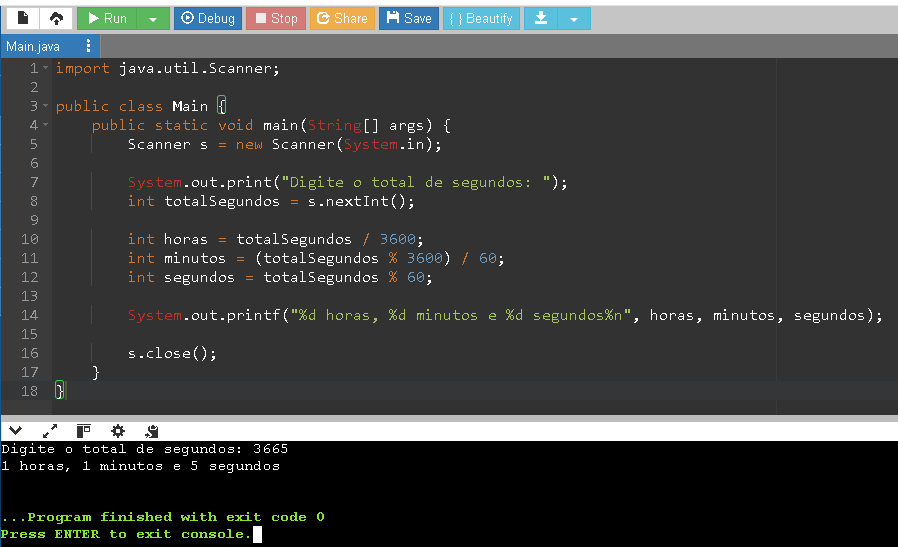 Run Debug Stop Share Save { } Beautify
Main.java
1 import java.util.Scanner;
2
3 public class Main {
4 public static void main(String[] args) {
5 Scanner s = new Scanner(System.in);
6
7 System.out.print("Digite o total de segundos: ");
8 int totalSegundos = s.nextInt();
9
10 int horas = totalSegundos / 3600;
11 int minutos = (totalSegundos % 3600) / 60;
12 int segundos = totalSegundos % 60;
13
14 System.out.printf("%d horas, %d minutos e %d segundos%n", horas, minutos, segundos);
15
16 s.close();
17 }
18 }
Digite o total de segundos: 3665
1 horas, 1 minutos e 5 segundos
...Program finished with exit code 0
Press ENTER to exit console.